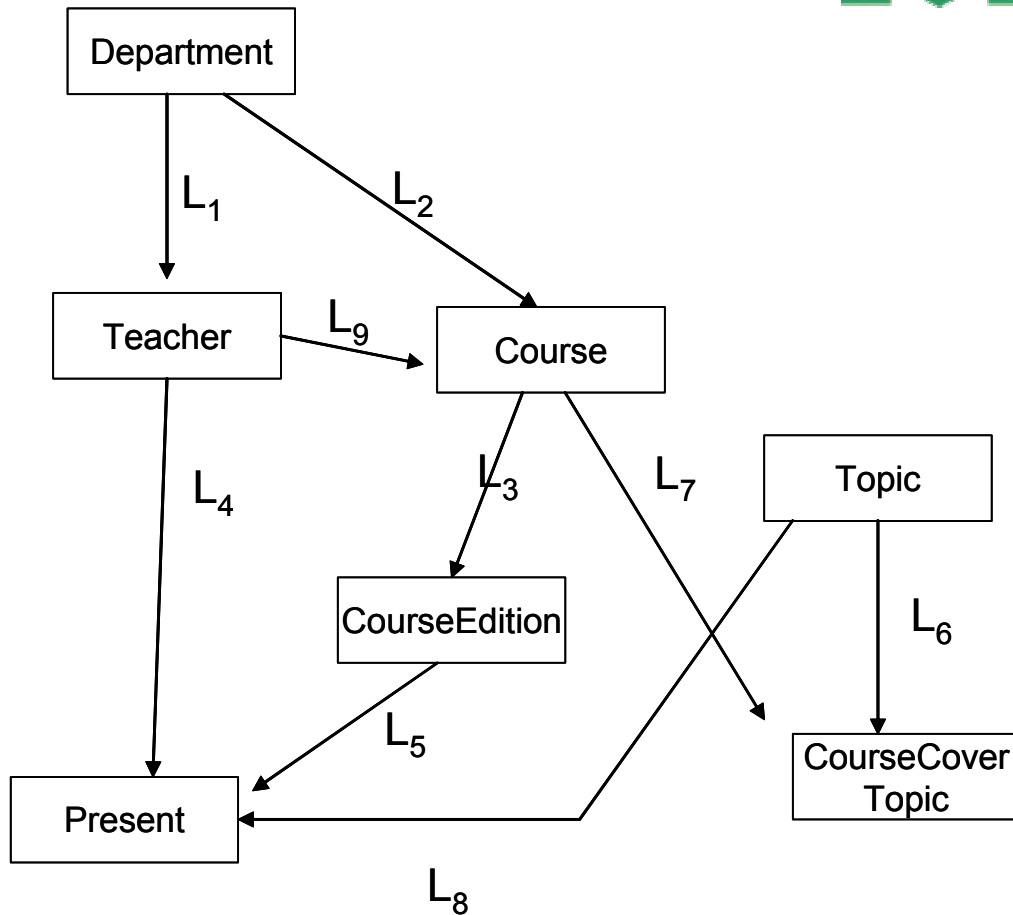 Department
L1
L2
Teacher
L9
Course
L4
L3
L7
Topic
CourseEdition
L6
L5
CourseCover
Topic
Present
L8